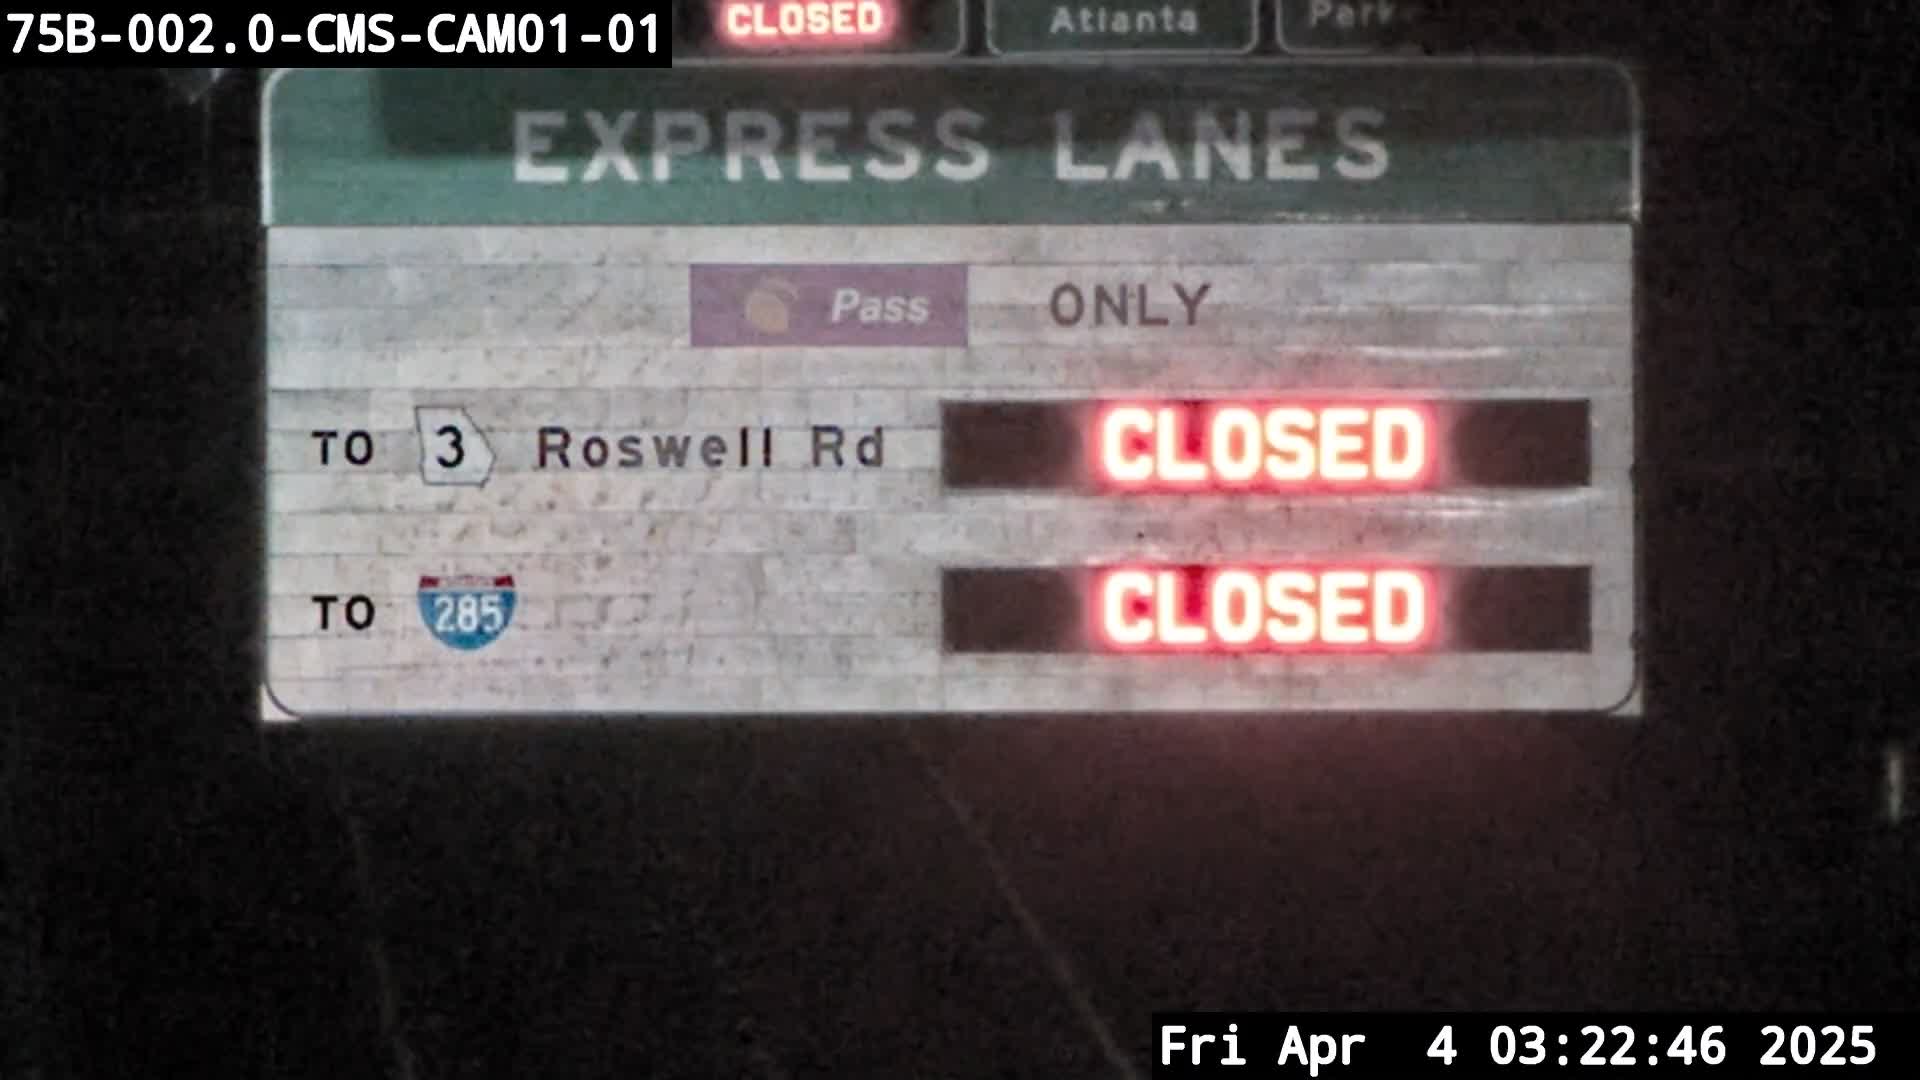 75B-002.0-CMS-CAM01-01
CLOSED
Atlanta
Park
EXPRESS LANES
Pass ONLY
TO 3 Roswell Rd CLOSED
TO 285 CLOSED
Fri Apr 4 03:22:46 2025